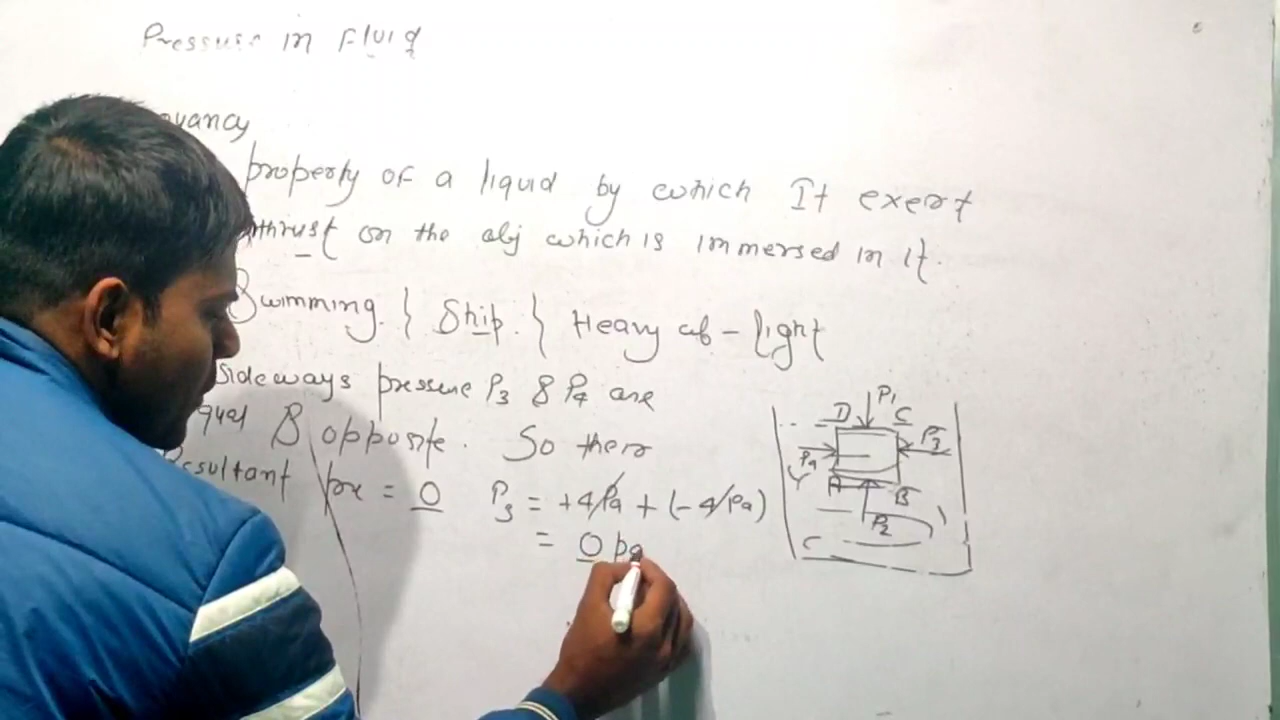 Pressure in Fluid
property of a liquid by which It exert
thrust on the obj which is immersed in it.
Swimming } Ship. } Heavy ab - light
Sideways pressure P3 & P4 are
& opposite. So there
Resultant px = 0 P3 = +4Pa + (-4Pa)
= 0 pa
P1
D C
P3
P4
A B
P2